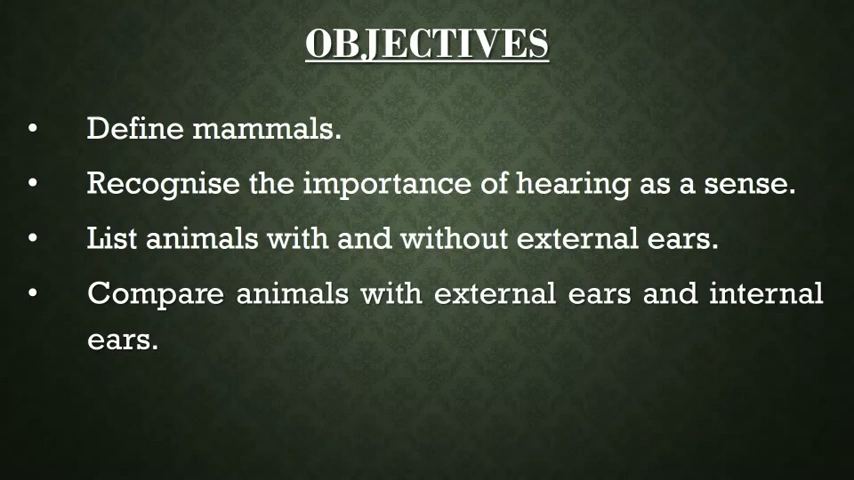 OBJECTIVES
• Define mammals.
• Recognise the importance of hearing as a sense.
• List animals with and without external ears.
• Compare animals with external ears and internal
ears.